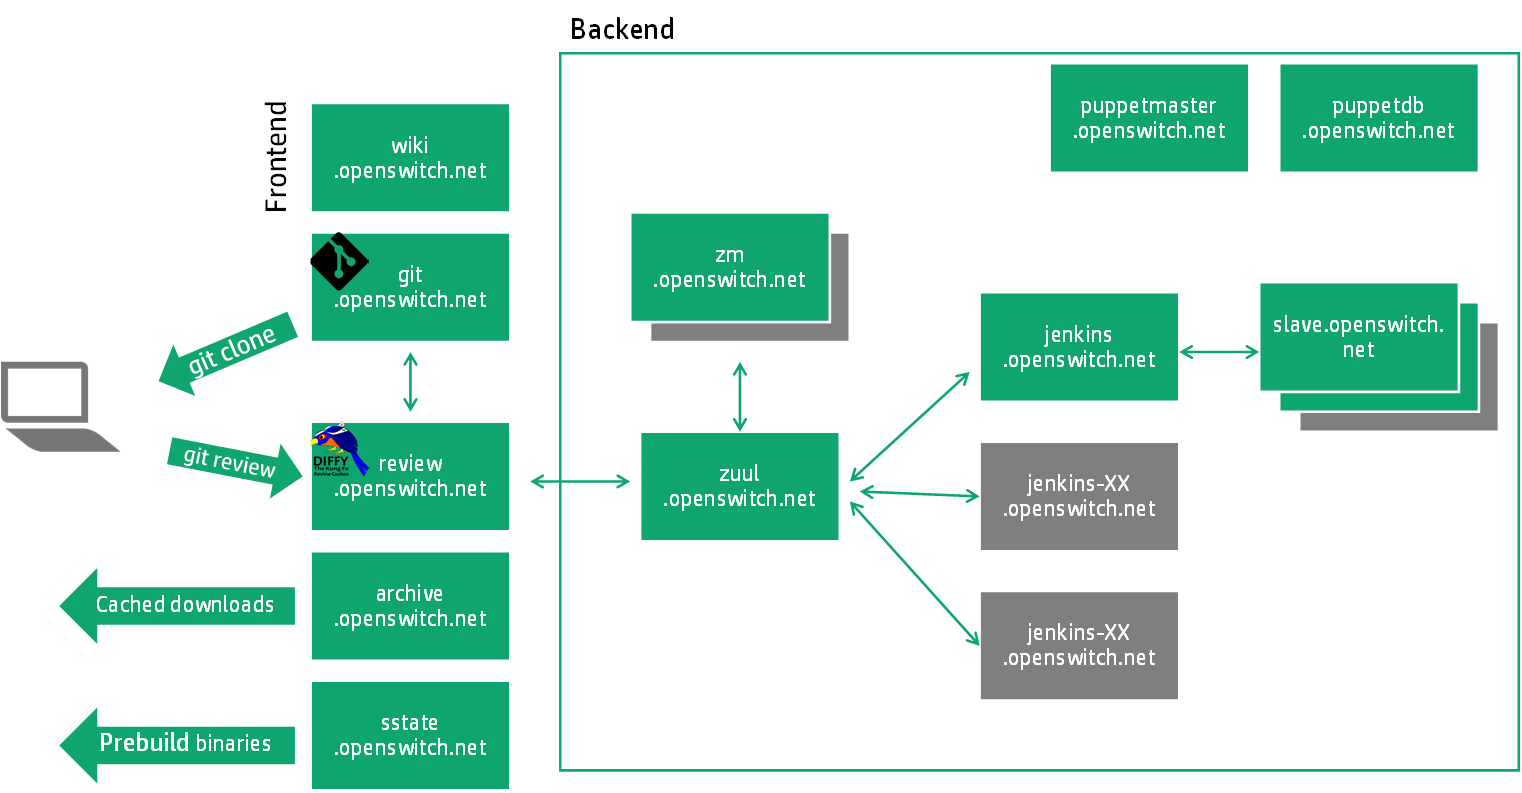 Backend
Frontend
wiki
.openswitch.net
git
.openswitch.net
git clone
git review
DIFFY
The Kung Fu
Review Cuckoo
review
.openswitch.net
archive
.openswitch.net
Cached downloads
sstate
.openswitch.net
Prebuild binaries
puppetmaster
.openswitch.net
puppetdb
.openswitch.net
zm
.openswitch.net
zuul
.openswitch.net
jenkins
.openswitch.net
slave.openswitch.
net
jenkins-XX
.openswitch.net
jenkins-XX
.openswitch.net